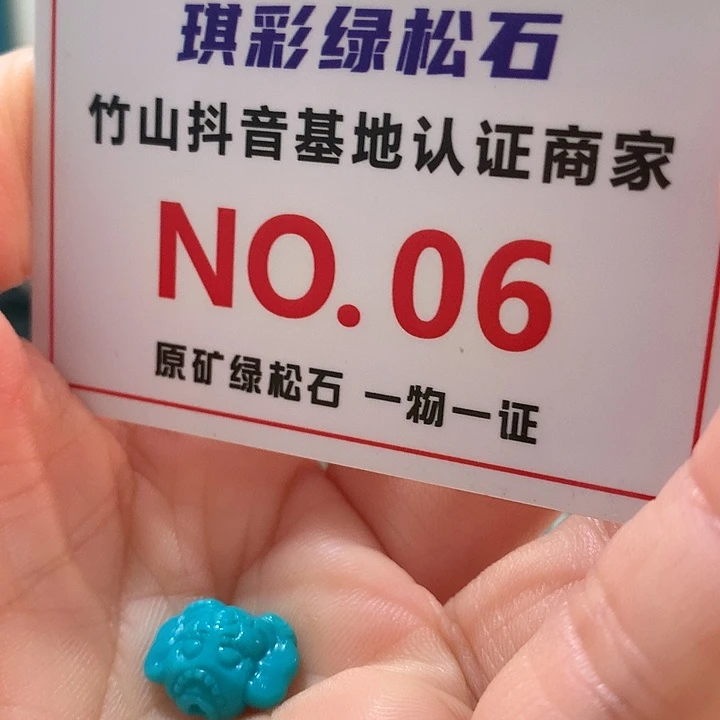 琪彩绿松石
竹山抖音基地认证商家
NO.06
原矿绿松石 一物一证